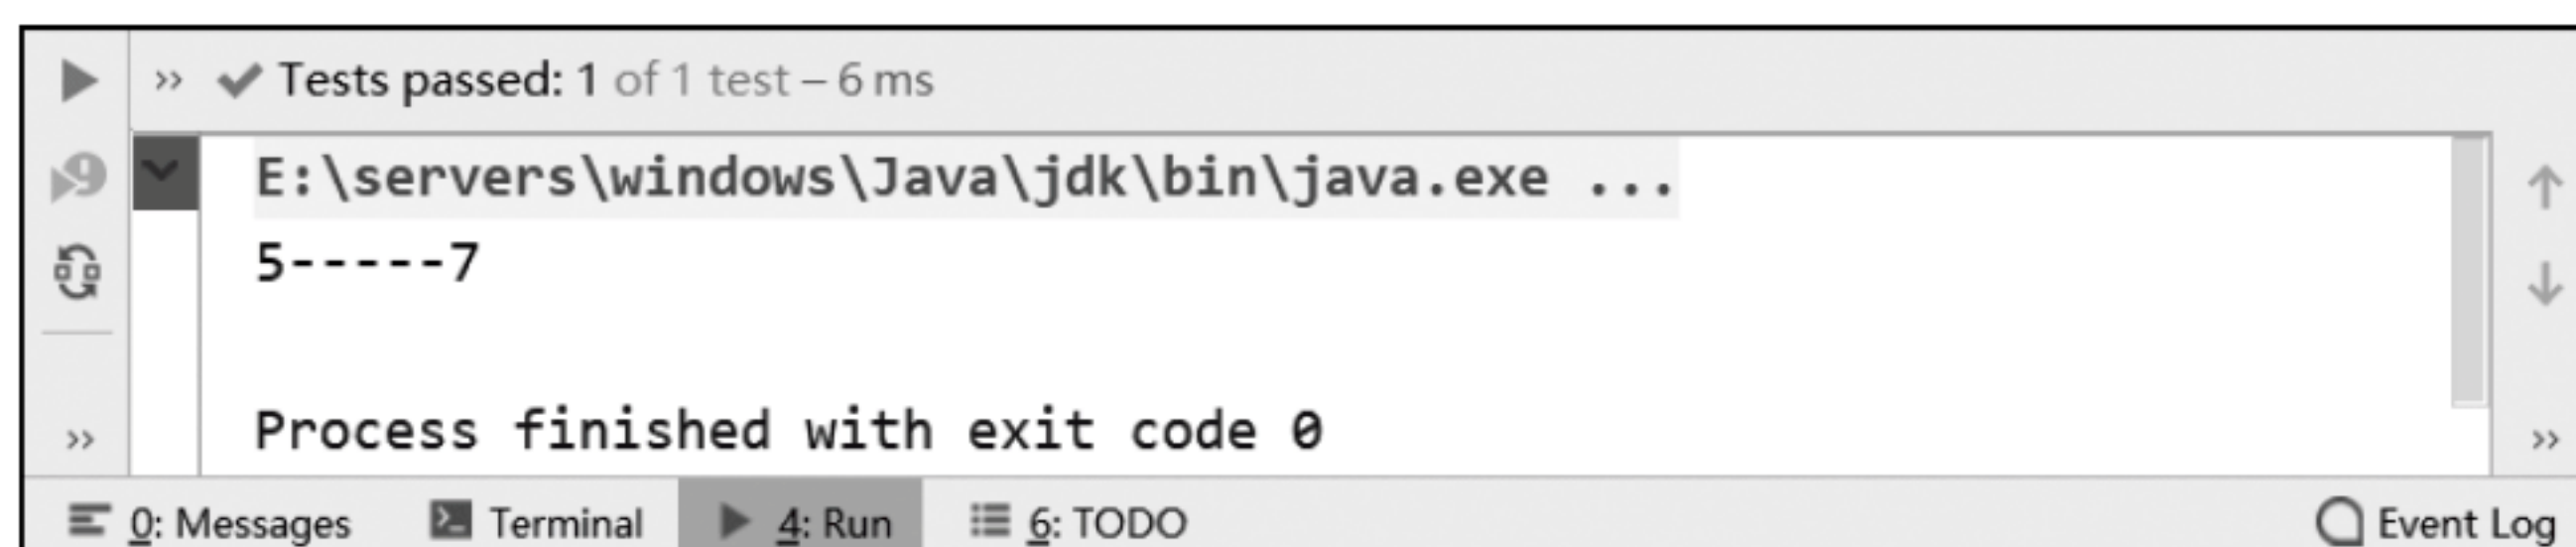 Tests passed: 1 of 1 test – 6 ms
E:\servers\windows\Java\jdk\bin\java.exe ...
5-----7
Process finished with exit code 0
0: Messages Terminal 4: Run 6: TODO Event Log